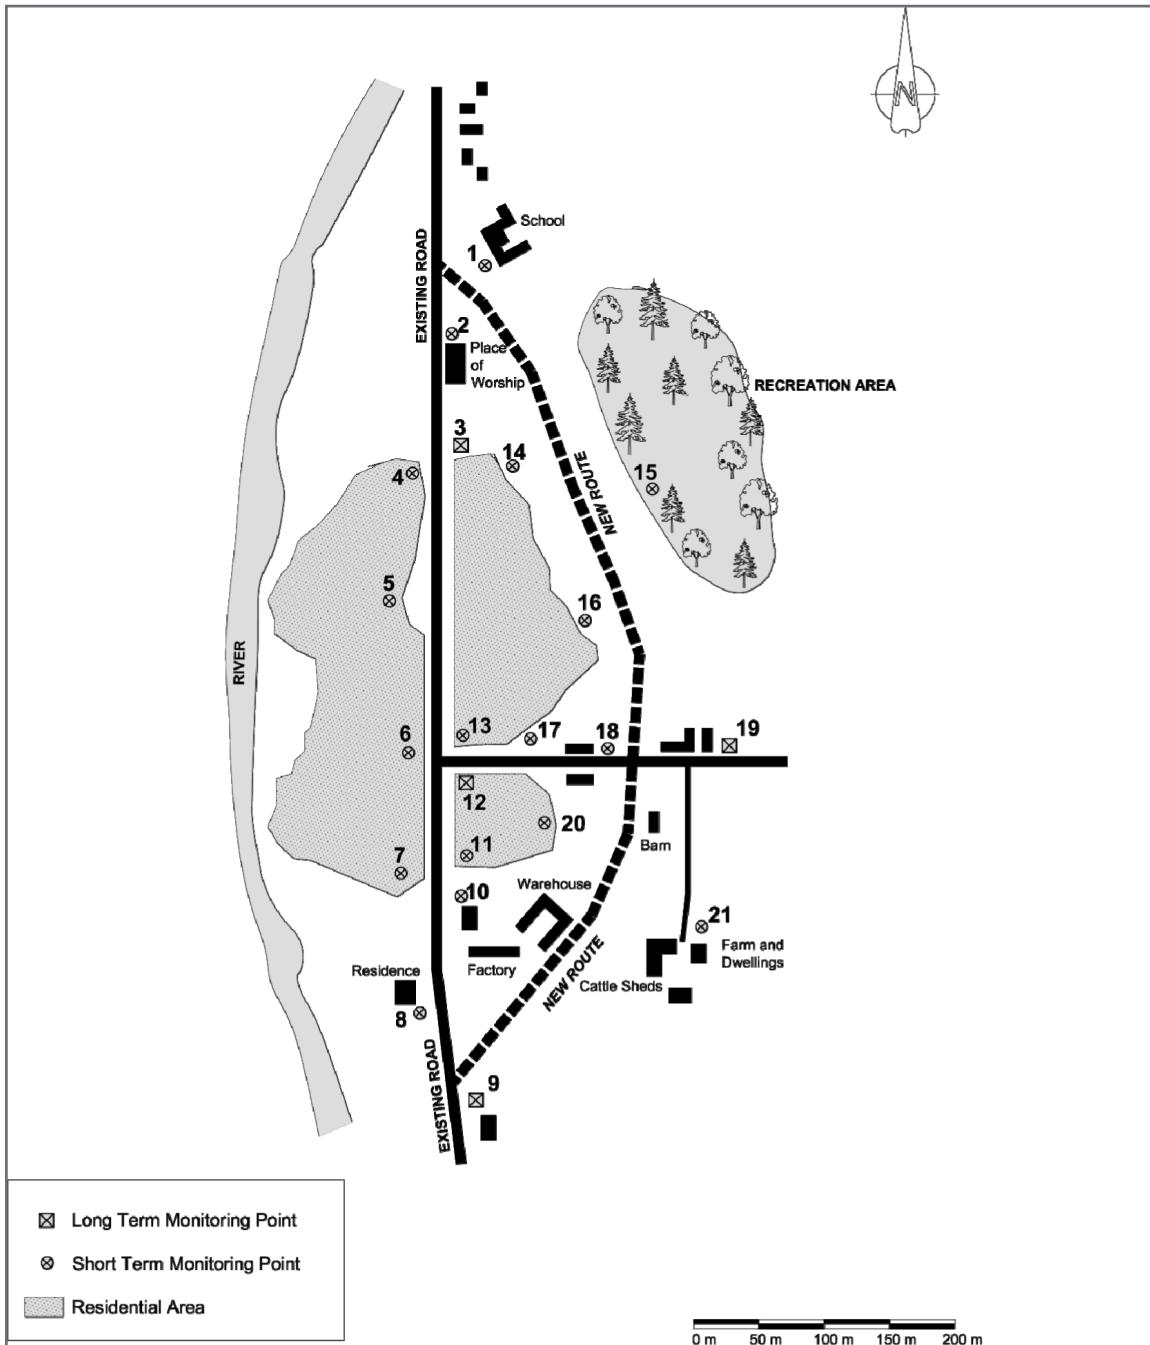 N
School
1
EXISTING ROAD
2
Place
of
Worship
RECREATION AREA
3
14
4
15
NEW ROUTE
5
16
RIVER
6
13
17
18
19
12
20
11
Barn
7
10
Warehouse
21
Farm and
Dwellings
Factory
NEW ROUTE
Cattle Sheds
Residence
8
EXISTING ROAD
9
Long Term Monitoring Point
Short Term Monitoring Point
Residential Area
0 m 50 m 100 m 150 m 200 m